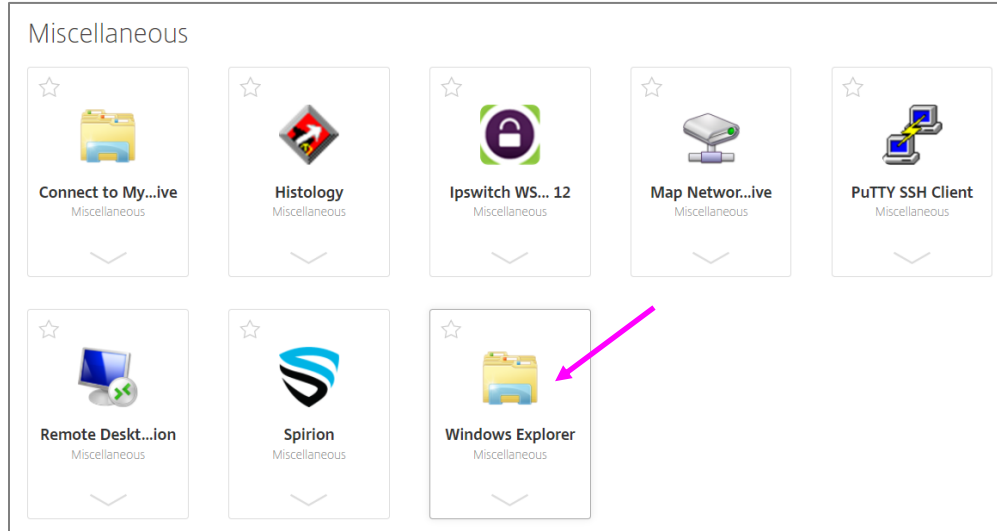 Miscellaneous
Connect to My...ive
Miscellaneous
Histology
Miscellaneous
Ipswitch WS... 12
Miscellaneous
Map Networ...ive
Miscellaneous
PuTTY SSH Client
Miscellaneous
Remote Deskt...ion
Miscellaneous
Spirion
Miscellaneous
Windows Explorer
Miscellaneous